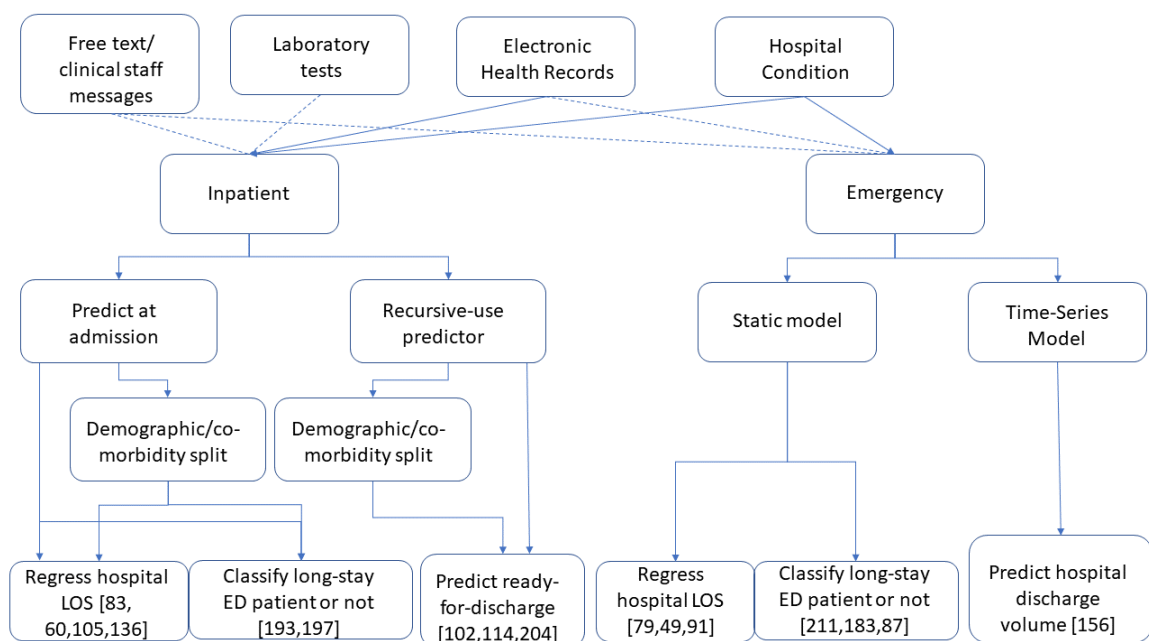 Free text/
clinical staff
messages
Laboratory
tests
Electronic
Health Records
Hospital
Condition
Inpatient
Emergency
Predict at
admission
Recursive-use
predictor
Static model
Time-Series
Model
Demographic/co-
morbidity split
Demographic/co-
morbidity split
Regress hospital
LOS [83,
60,105,136]
Classify long-stay
ED patient or not
[193,197]
Predict ready-
for-discharge
[102,114,204]
Regress
hospital LOS
[79,49,91]
Classify long-stay
ED patient or not
[211,183,87]
Predict hospital
discharge
volume [156]